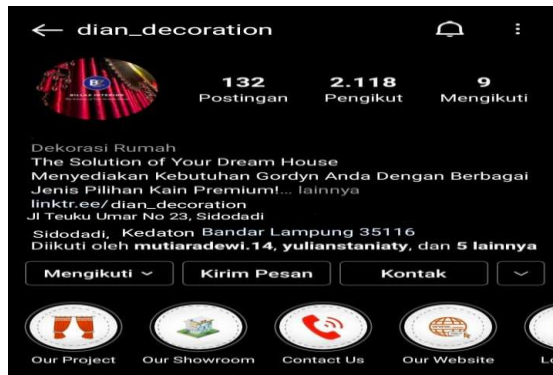 dian_decoration
132 2.118 9
Postingan Pengikut Mengikuti
Dekorasi Rumah
The Solution of Your Dream House
Menyediakan Kebutuhan Gordyn Anda Dengan Berbagai
Jenis Pilihan Kain Premium!... lainnya
linktr.ee/dian_decoration
Jl Teuku Umar No 23, Sidodadi
Sidodadi, Kedaton Bandar Lampung 35116
Diikuti oleh mutiaradewi.14, yulianstaniaty, dan 5 lainnya
Mengikuti Kirim Pesan Kontak
Our Project Our Showroom Contact Us Our Website